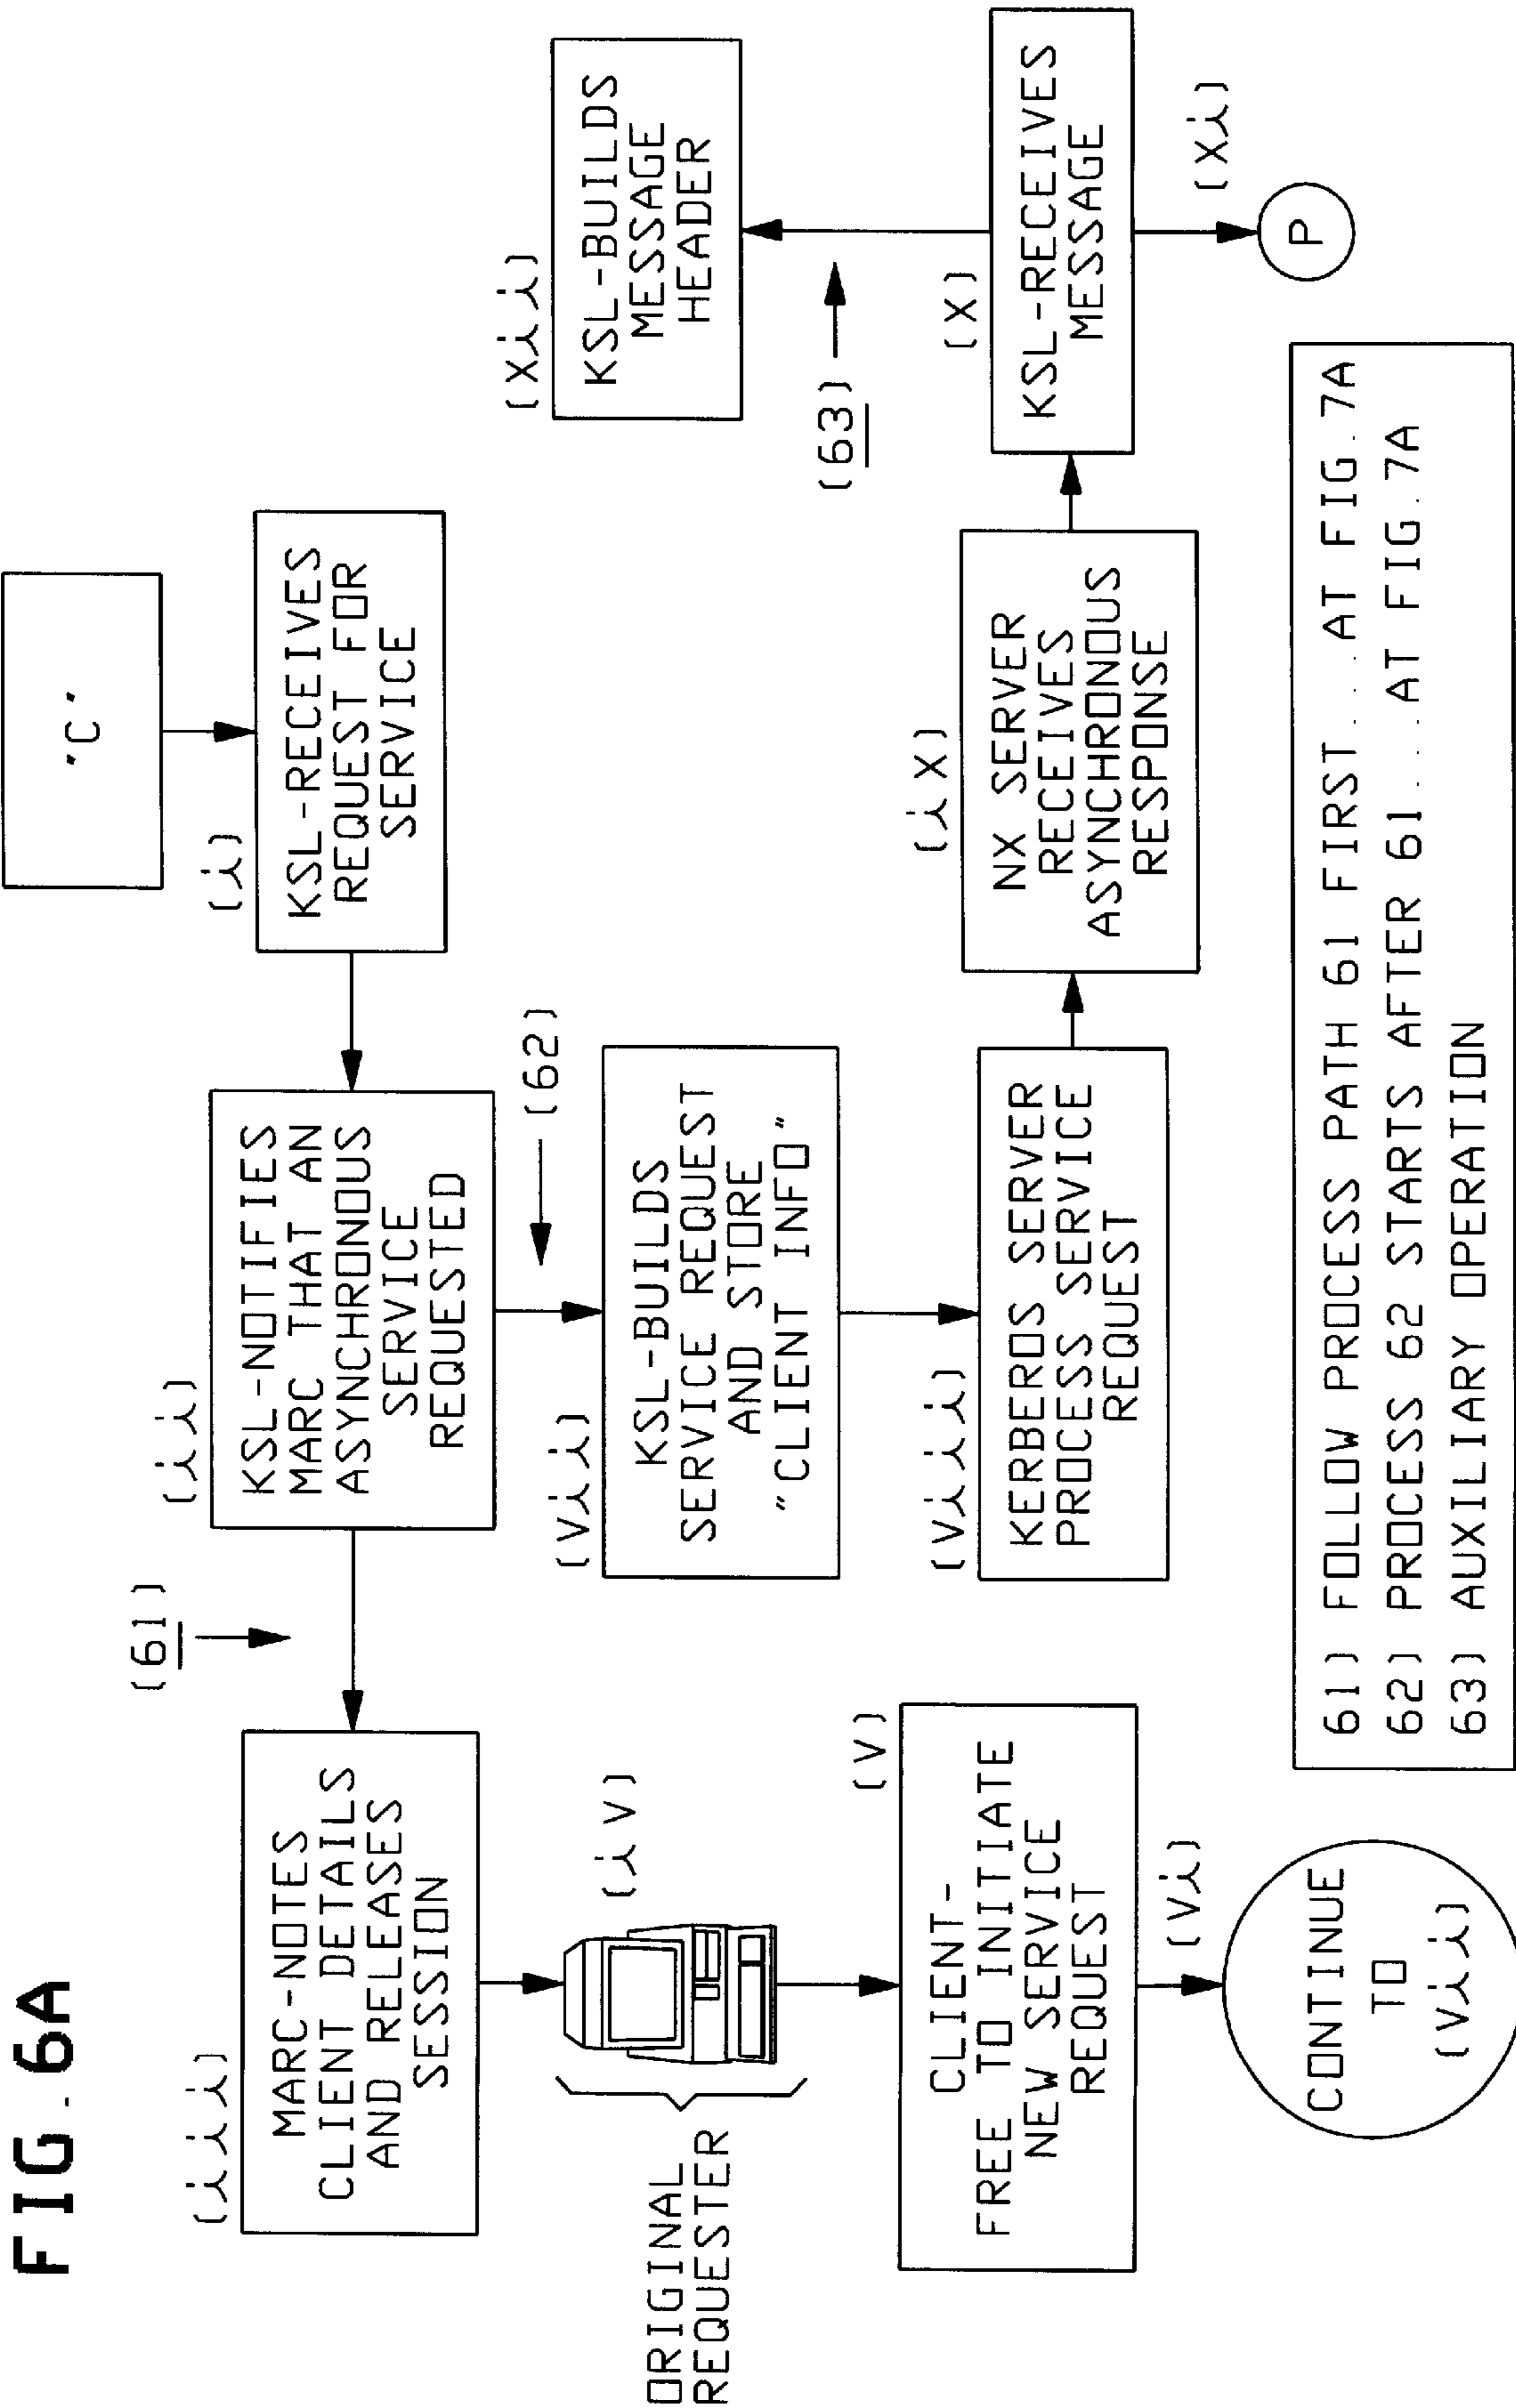 FIG.6A
"C"
(i)
KSL-RECEIVES
REQUEST FOR
SERVICE
(ii)
KSL-NOTIFIES
MARC THAT AN
ASYNCHRONOUS
SERVICE
REQUESTED
(61)
(iii)
MARC-NOTES
CLIENT DETAILS
AND RELEASES
SESSION
ORIGINAL
REQUESTER
(iV)
(V)
CLIENT-
FREE TO INITIATE
NEW SERVICE
REQUEST
(Vi)
CONTINUE
TO
(Vii)
(62)
(Vii)
KSL-BUILDS
SERVICE REQUEST
AND STORE
"CLIENT INFO"
(Viii)
KERBEROS SERVER
PROCESS SERVICE
REQUEST
(iX)
NX SERVER
RECEIVES
ASYNCHRONOUS
RESPONSE
(X)
KSL-RECEIVES
MESSAGE
(63)
(Xii)
KSL-BUILDS
MESSAGE
HEADER
(Xi)
P
61) FOLLOW PROCESS PATH 61 FIRST...AT FIG.7A
62) PROCESS 62 STARTS AFTER 61...AT FIG.7A
63) AUXILIARY OPERATION